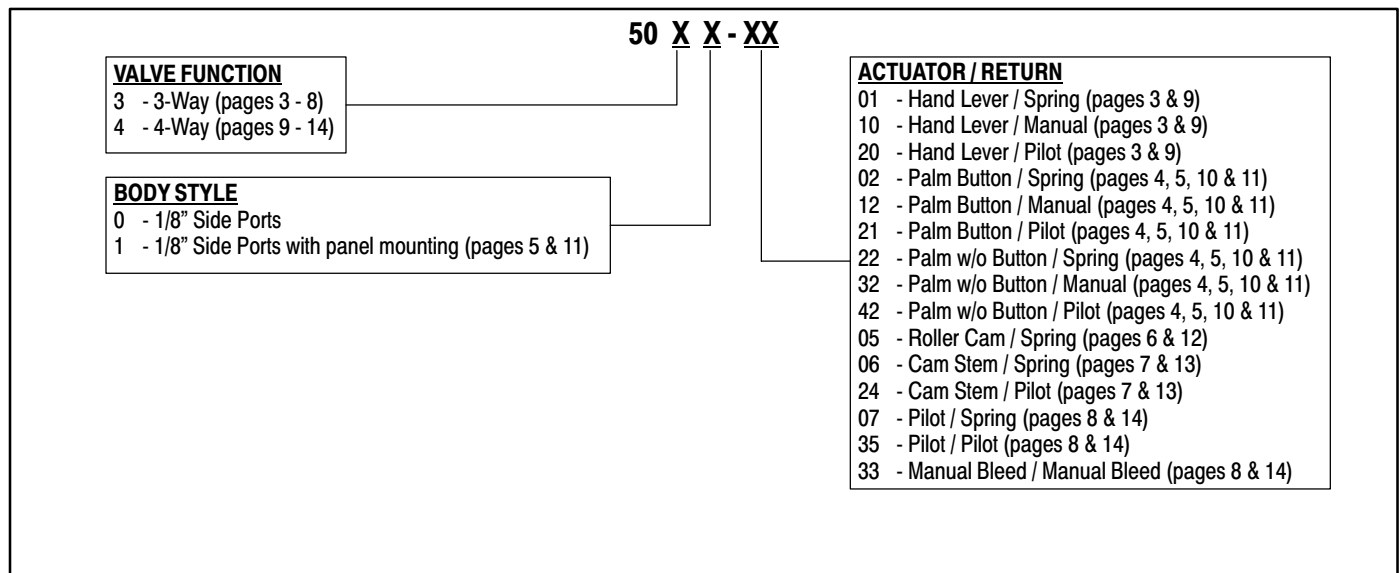 50 X X - XX
VALVE FUNCTION
3 - 3-Way (pages 3 - 8)
4 - 4-Way (pages 9 - 14)
BODY STYLE
0 - 1/8” Side Ports
1 - 1/8” Side Ports with panel mounting (pages 5 & 11)
ACTUATOR / RETURN
01 - Hand Lever / Spring (pages 3 & 9)
10 - Hand Lever / Manual (pages 3 & 9)
20 - Hand Lever / Pilot (pages 3 & 9)
02 - Palm Button / Spring (pages 4, 5, 10 & 11)
12 - Palm Button / Manual (pages 4, 5, 10 & 11)
21 - Palm Button / Pilot (pages 4, 5, 10 & 11)
22 - Palm w/o Button / Spring (pages 4, 5, 10 & 11)
32 - Palm w/o Button / Manual (pages 4, 5, 10 & 11)
42 - Palm w/o Button / Pilot (pages 4, 5, 10 & 11)
05 - Roller Cam / Spring (pages 6 & 12)
06 - Cam Stem / Spring (pages 7 & 13)
24 - Cam Stem / Pilot (pages 7 & 13)
07 - Pilot / Spring (pages 8 & 14)
35 - Pilot / Pilot (pages 8 & 14)
33 - Manual Bleed / Manual Bleed (pages 8 & 14)